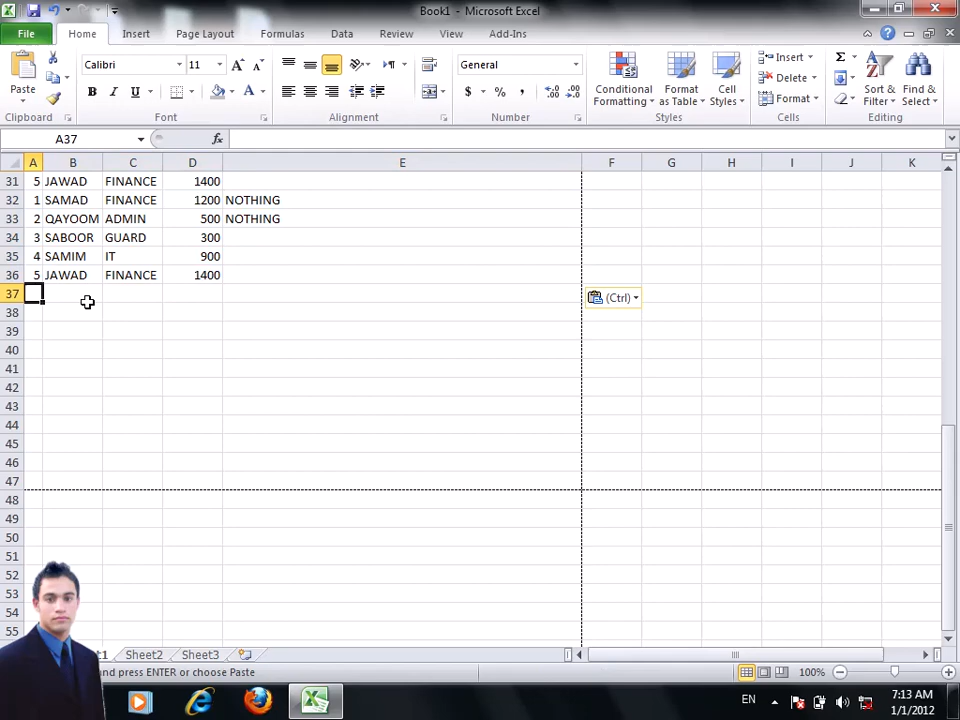 Book1 - Microsoft Excel
File Home Insert Page Layout Formulas Data Review View Add-Ins
Paste
Calibri 11
General
Conditional Formatting
Format as Table
Cell Styles
Insert
Delete
Format
Sort & Filter
Find & Select
Clipboard Font Alignment Number Styles Cells Editing
A37 fx
A B C D E F G H I J K
31 5 JAWAD FINANCE 1400
32 1 SAMAD FINANCE 1200 NOTHING
33 2 QAYOOM ADMIN 500 NOTHING
34 3 SABOOR GUARD 300
35 4 SAMIM IT 900
36 5 JAWAD FINANCE 1400
37 (Ctrl)
38
39
40
41
42
43
44
45
46
47
48
49
50
51
52
53
54
55
Sheet2 Sheet3
and press ENTER or choose Paste 100%
EN 7:13 AM
1/1/2012